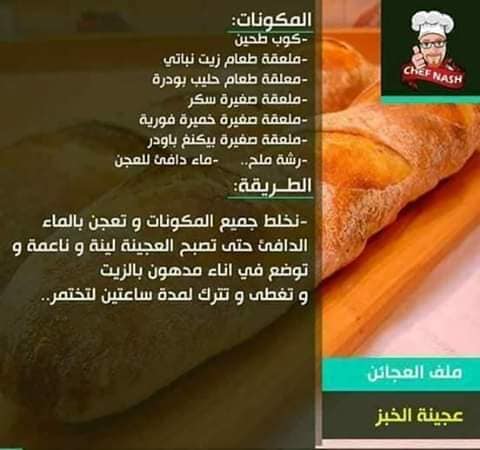 المكونات:
-كوب طحين
-ملعقة طعام زيت نباتي
-معلقة طعام حليب بودرة
-ملعقة صغيرة سكر
-ملعقة صغيرة خميرة فورية
-ملعقة صغيرة بيكنغ باودر
-رشة ملح.. -ماء دافئ للعجن
الطـريقة:
-نخلط جميع المكونات و تعجن بالماء
الدافئ حتى تصبح العجينة لينة و ناعمة و
توضع في اناء مدهون بالزيت
و تغطى و تترك لمدة ساعتين لتختمر..
CHEF NASH
ملف العجائن
عجينة الخبز